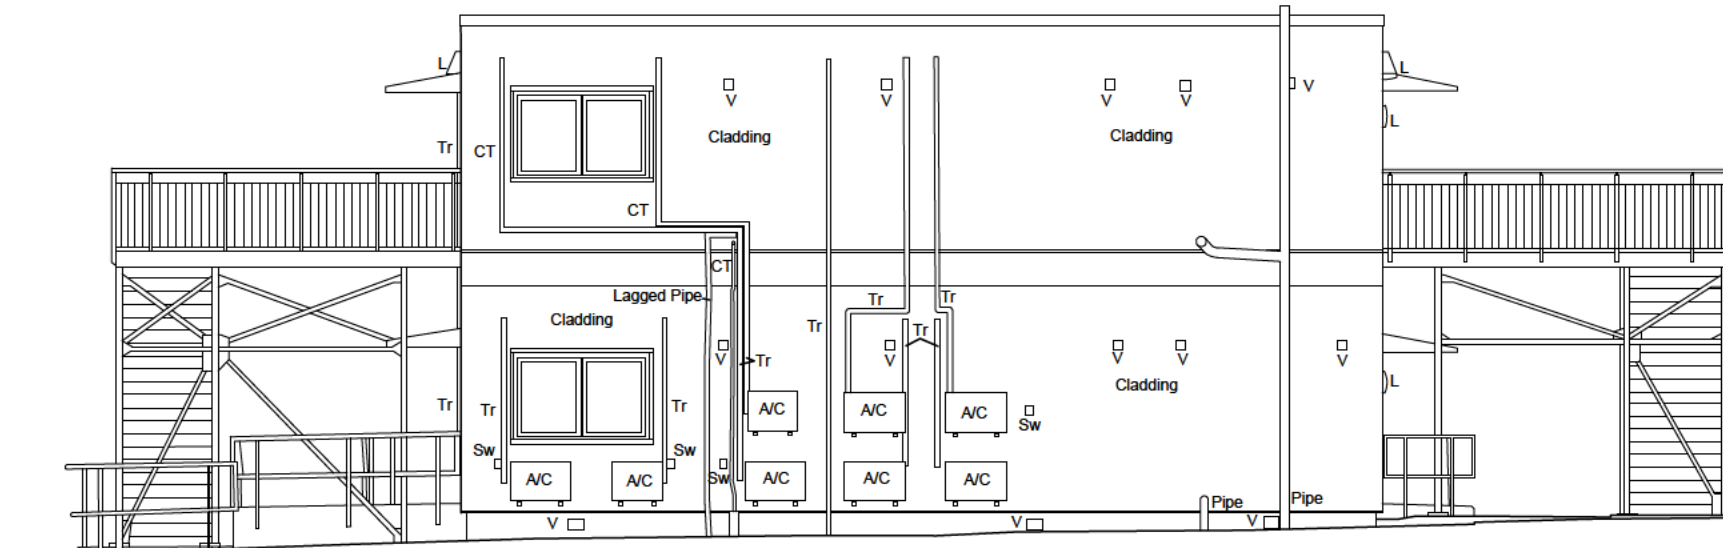 L
L
V
V
V
V
V
L
Cladding
Cladding
Tr
CT
CT
CT
Lagged Pipe
Tr
Tr
Cladding
Tr
Tr
V
Tr
V
V
V
V
L
Cladding
Tr
Tr
Tr
A/C
A/C
A/C
Sw
Sw
Sw
Sw
A/C
A/C
A/C
A/C
A/C
Pipe
Pipe
V
V
V